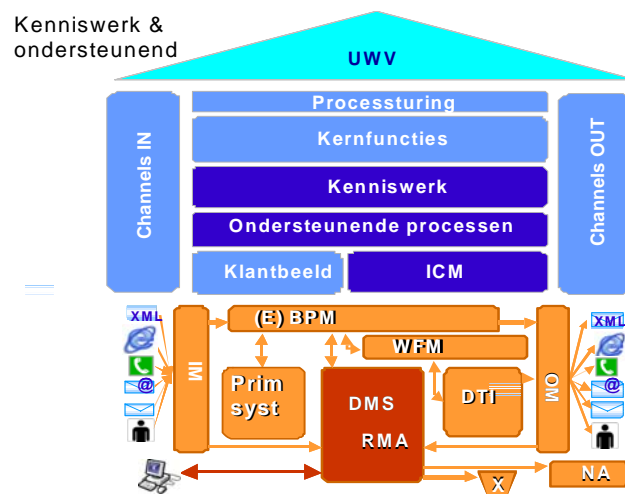 Kenniswerk &
ondersteunend
UWV
Processturing
Kernfuncties
Kenniswerk
Ondersteunende processen
Klantbeeld
ICM
Channels IN
Channels OUT
(E) BPM
WFM
XML
@
IM
Prim
syst
DMS
RMA
DTI
OM
XML
@
X
NA